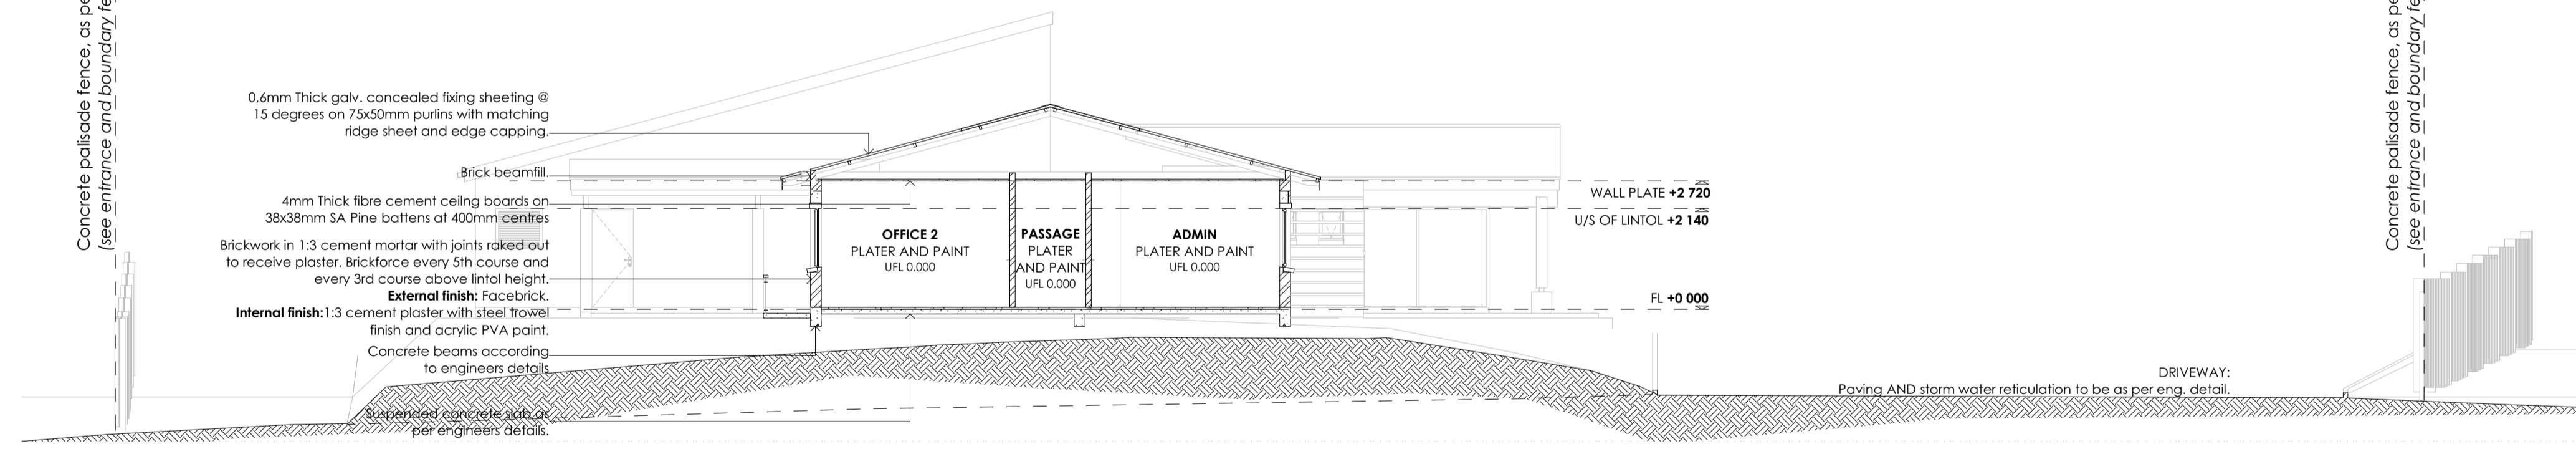 Concrete palisade fence, as pe
(see entrance and boundary fe
0,6mm Thick galv. concealed fixing sheeting @
15 degrees on 75x50mm purlins with matching
ridge sheet and edge capping.
Brick beamfill.
4mm Thick fibre cement ceilng boards on
38x38mm SA Pine battens at 400mm centres
Brickwork in 1:3 cement mortar with joints raked out
to receive plaster. Brickforce every 5th course and
every 3rd course above lintol height.
External finish: Facebrick.
Internal finish:1:3 cement plaster with steel trowel
finish and acrylic PVA paint.
Concrete beams according
to engineers details
Suspended concrete slab as
per engineers details.
OFFICE 2
PLATER AND PAINT
UFL 0.000
PASSAGE
PLATER
AND PAINT
UFL 0.000
ADMIN
PLATER AND PAINT
UFL 0.000
WALL PLATE +2 720
U/S OF LINTOL +2 140
FL +0 000
DRIVEWAY:
Paving AND storm water reticulation to be as per eng. detail.
Concrete palisade fence, as pe
(see entrance and boundary fe